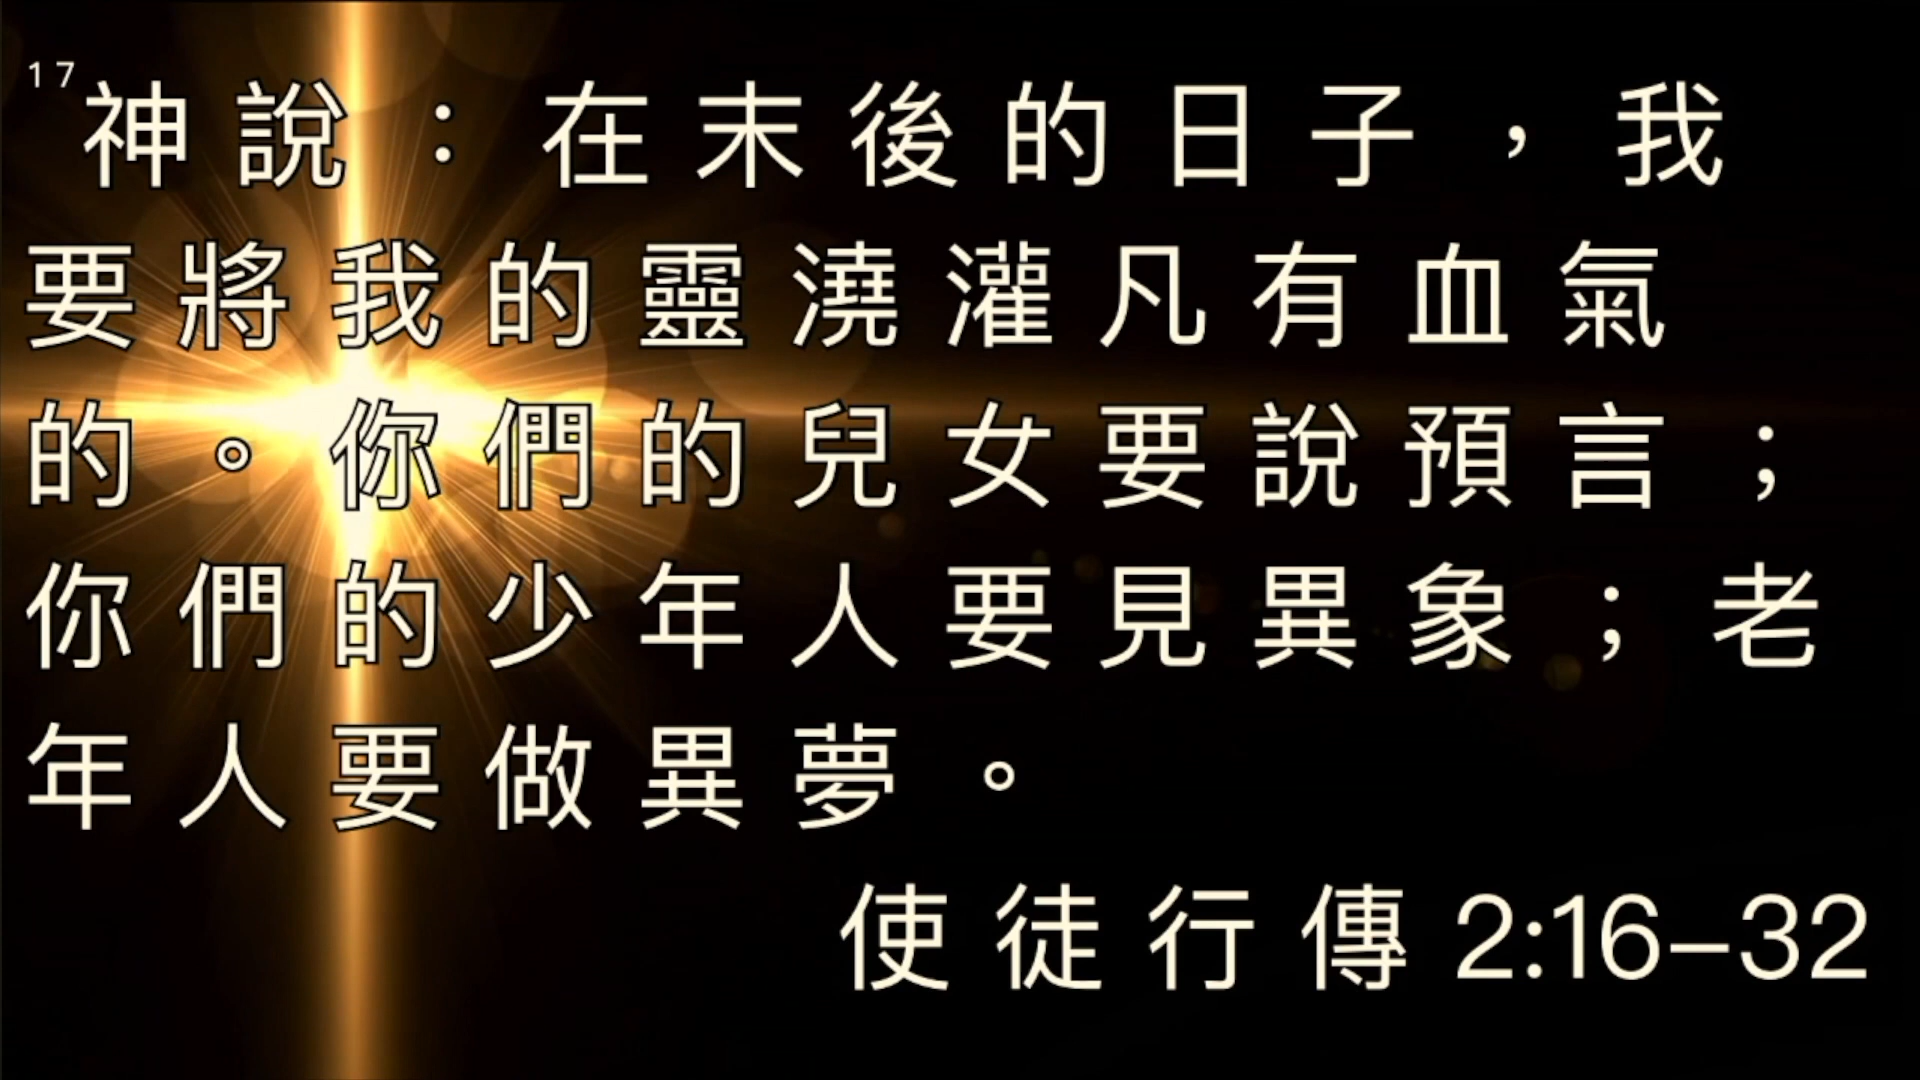 17 神說：在末後的日子，我
要將我的靈澆灌凡有血氣
的。你們的兒女要說預言；
你們的少年人要見異象；老
年人要做異夢。
使徒行傳 2:16–32